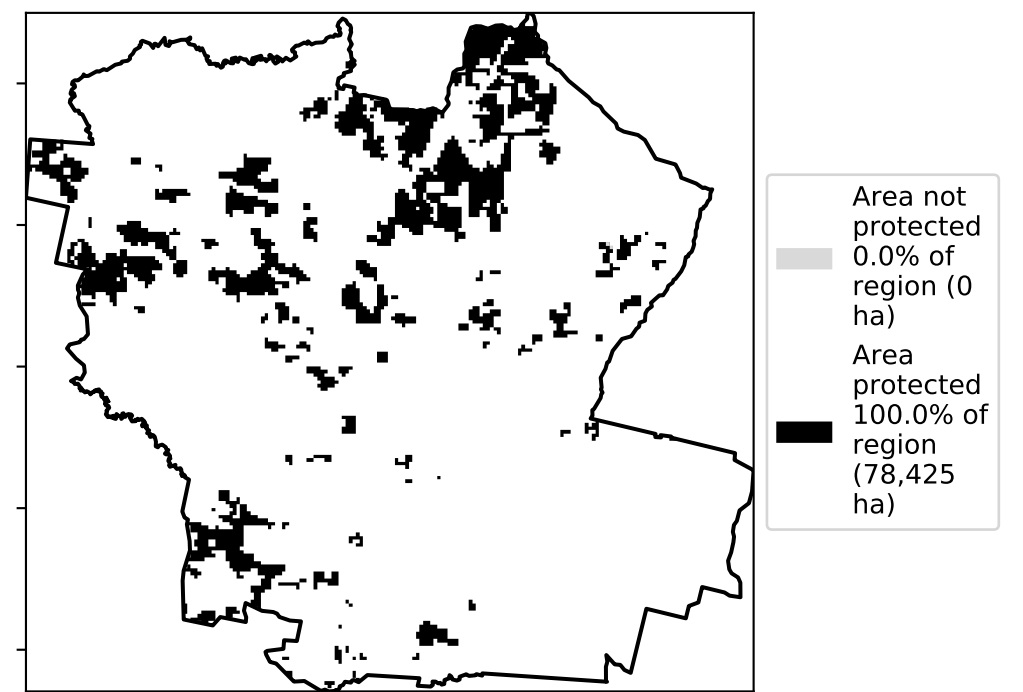 Area not
protected
0.0% of
region (0
ha)
Area
protected
100.0% of
region
(78,425
ha)